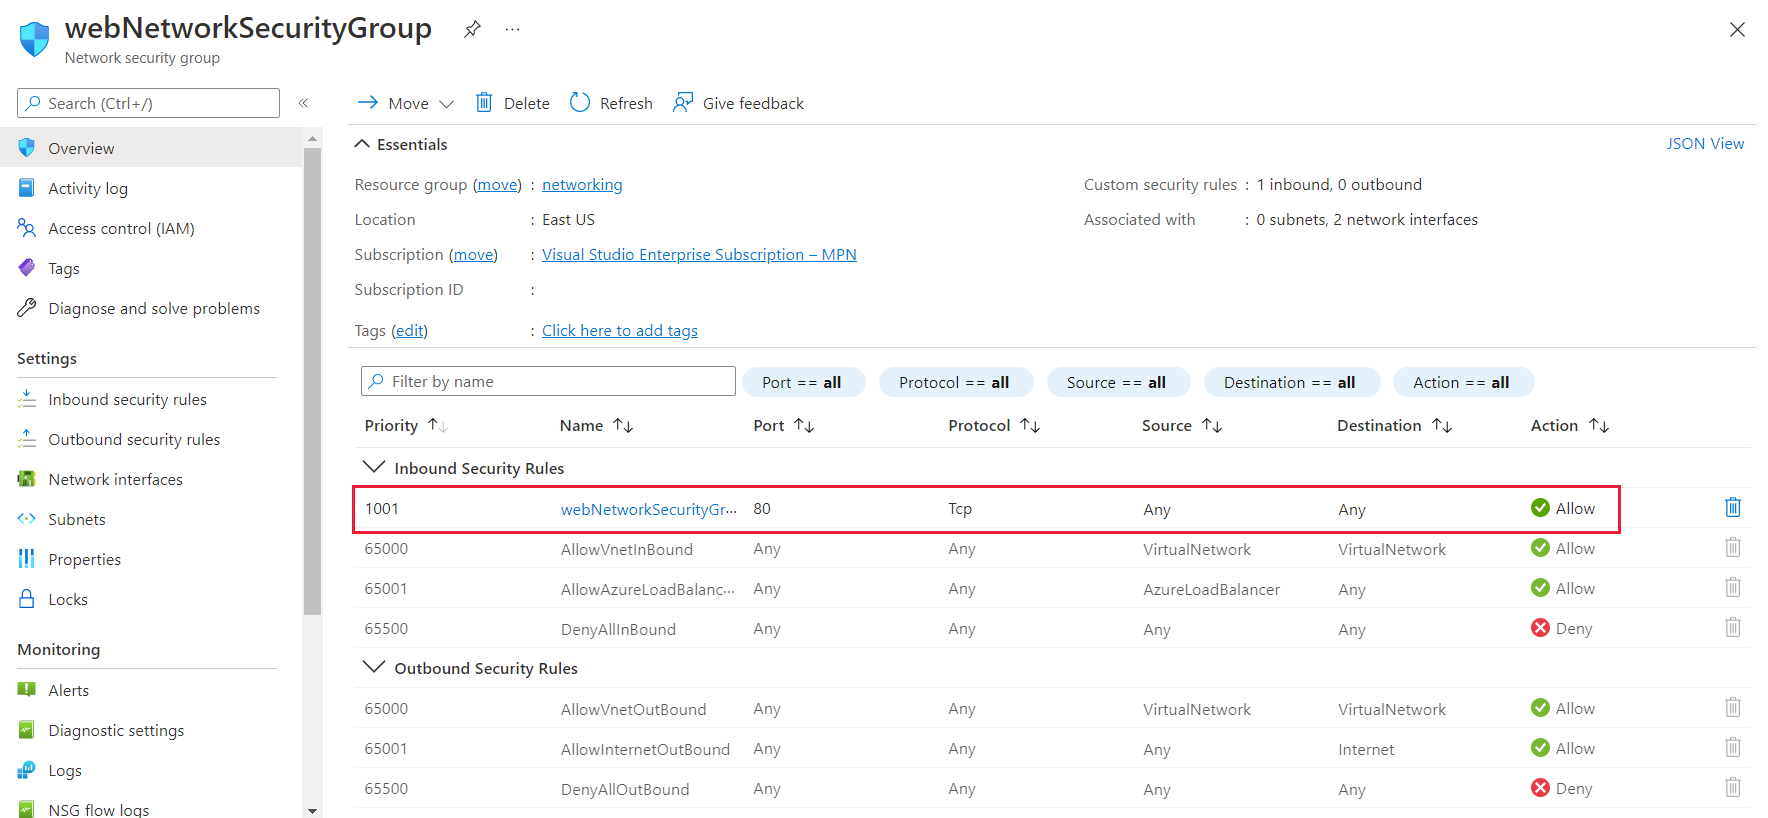 webNetworkSecurityGroup ...
Network security group
Search (Ctrl+/) «
Overview
Activity log
Access control (IAM)
Tags
Diagnose and solve problems
Settings
Inbound security rules
Outbound security rules
Network interfaces
Subnets
Properties
Locks
Monitoring
Alerts
Diagnostic settings
Logs
NSG flow logs
Move Delete Refresh Give feedback
Essentials JSON View
Resource group (move) : networking Custom security rules : 1 inbound, 0 outbound
Location : East US Associated with : 0 subnets, 2 network interfaces
Subscription (move) : Visual Studio Enterprise Subscription – MPN
Subscription ID :
Tags (edit) : Click here to add tags
Filter by name Port == all Protocol == all Source == all Destination == all Action == all
Priority ↑↓ Name ↑↓ Port ↑↓ Protocol ↑↓ Source ↑↓ Destination ↑↓ Action ↑↓
Inbound Security Rules
1001 webNetworkSecurityGr... 80 Tcp Any Any Allow
65000 AllowVnetInBound Any Any VirtualNetwork VirtualNetwork Allow
65001 AllowAzureLoadBalanc... Any Any AzureLoadBalancer Any Allow
65500 DenyAllInBound Any Any Any Any Deny
Outbound Security Rules
65000 AllowVnetOutBound Any Any VirtualNetwork VirtualNetwork Allow
65001 AllowInternetOutBound Any Any Any Internet Allow
65500 DenyAllOutBound Any Any Any Any Deny